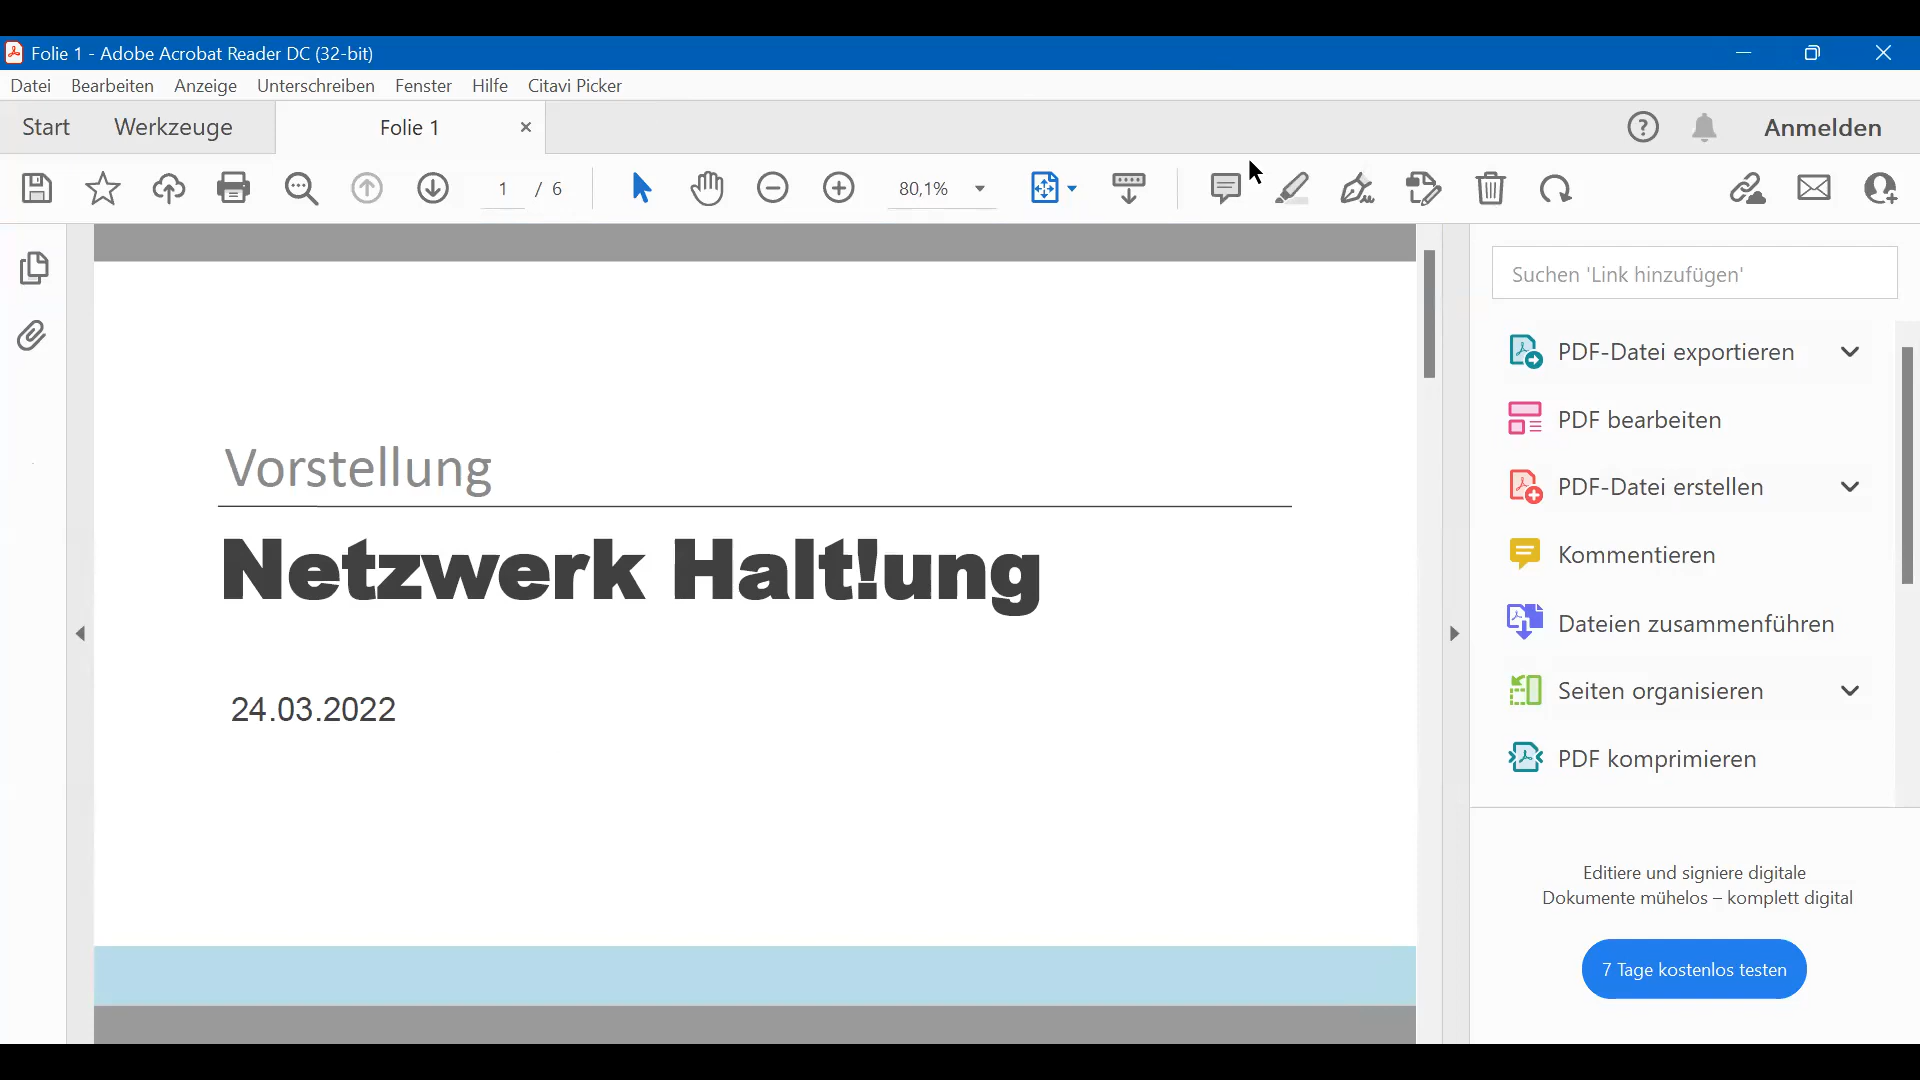 Folie 1 - Adobe Acrobat Reader DC (32-bit)
Datei Bearbeiten Anzeige Unterschreiben Fenster Hilfe Citavi Picker
Start Werkzeuge Folie 1 Anmelden
1 / 6 80,1%
Suchen 'Link hinzufügen'
PDF-Datei exportieren
PDF bearbeiten
PDF-Datei erstellen
Kommentieren
Dateien zusammenführen
Seiten organisieren
PDF komprimieren
Editiere und signiere digitale
Dokumente mühelos – komplett digital
7 Tage kostenlos testen
Vorstellung
Netzwerk Halt!ung
24.03.2022